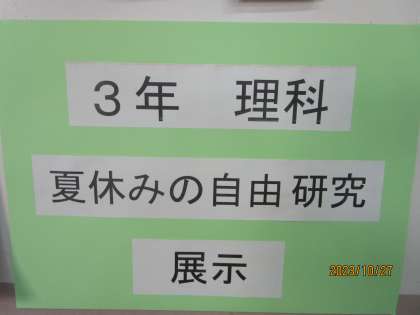 3年 理科
夏休みの自由研究
展示
2023/10/27